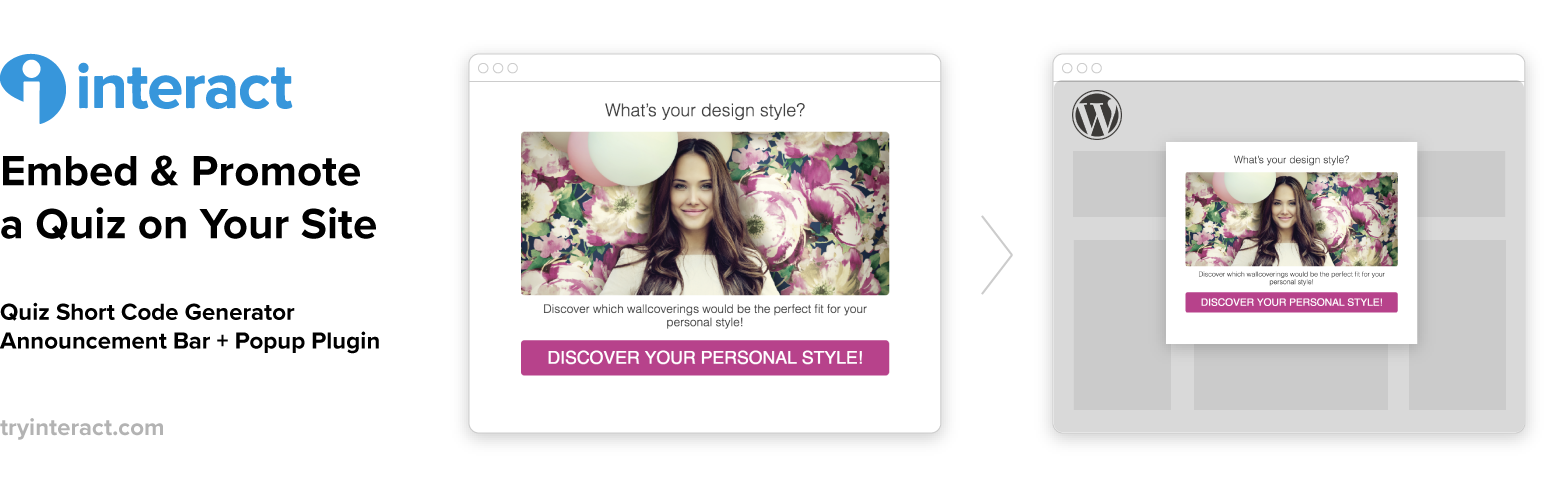 interact
Embed & Promote
a Quiz on Your Site
Quiz Short Code Generator
Announcement Bar + Popup Plugin
tryinteract.com
What's your design style?
Discover which wallcoverings would be the perfect fit for your
personal style!
DISCOVER YOUR PERSONAL STYLE!
W
What's your design style?
Discover which wallcoverings would be the perfect fit for your
personal style!
DISCOVER YOUR PERSONAL STYLE!